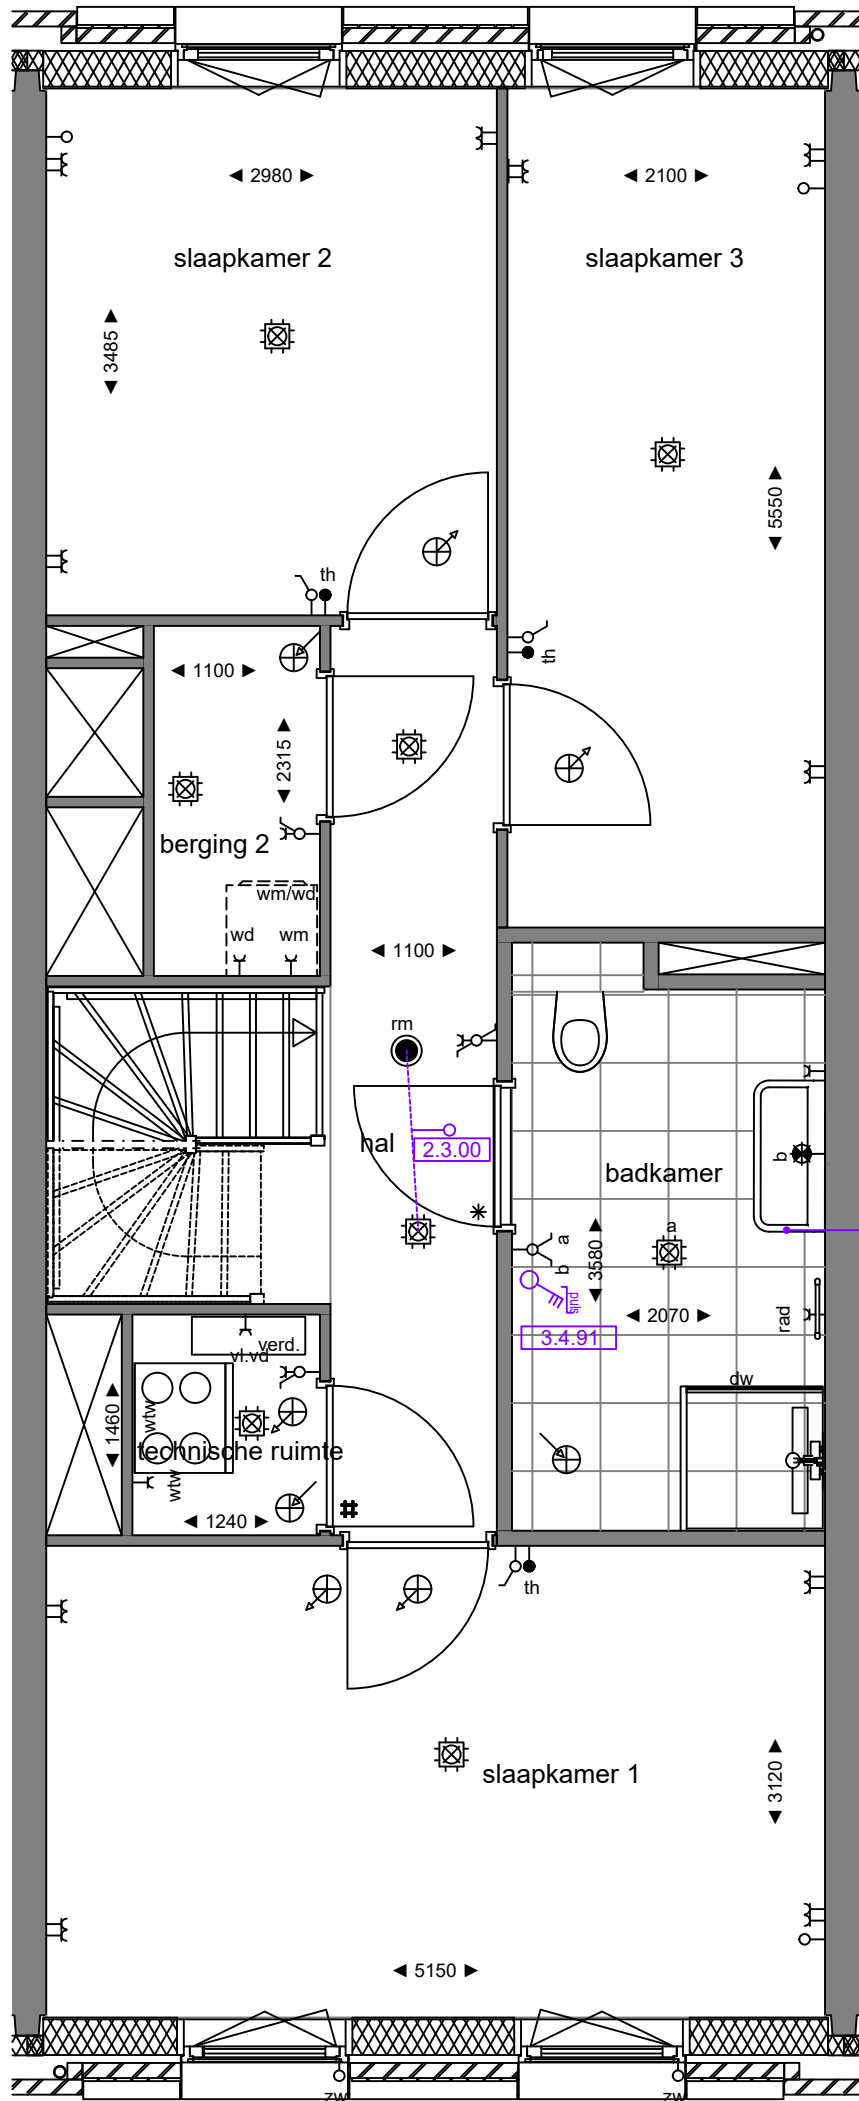 2980
2100
slaapkamer 2
slaapkamer 3
3485
5550
th
th
1100
2315
berging 2
wm/wd
wd
wm
1100
rm
hal
2.3.00
badkamer
b
a
b
a
3580
puls
3.4.91
2070
rad
verd.
vl.vd
dw
wtw
1460
technische ruimte
wtw
1240
th
slaapkamer 1
3120
5150
zw
zw